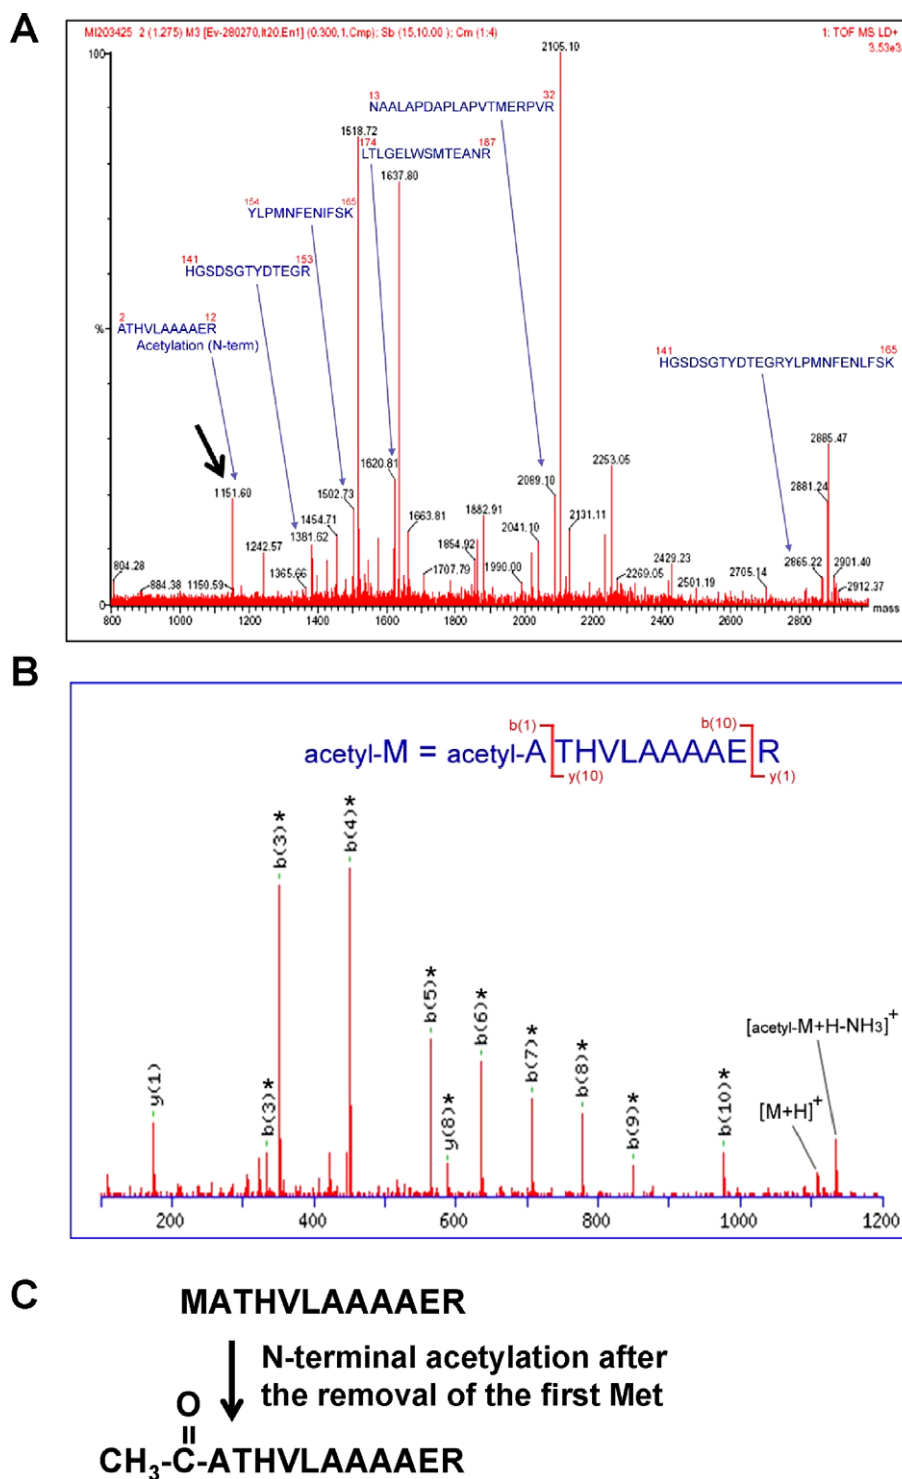 A
MI203425 2 (1.275) M3 [Ev-280270,It20,En1] (0.300,1,Cmp); Sb (15,10.00 ); Cm (1:4)
1: TOF MS LD+
3.53e3
100
2105.10
13 32
NAALAPDAPLAPVTMERPVR
1518.72
174 187
LTLGELWSMTEANR
1637.80
154 165
YLPMNFENIFSK
141 153
HGSDSGTYDTEGR
%
2 12
ATHVLAAAAER
Acetylation (N-term)
141 165
HGSDSGTYDTEGRYLPMNFENLFSK
2885.47
1151.60
1620.81
2253.05
2089.10
1502.73
2881.24
1454.71
1663.81
1882.91
2131.11
1381.62
2041.10
1242.57
1854.92
804.28
1365.66
1707.79
1990.00
2429.23
2865.22
2901.40
884.38
1150.59
2269.05
2501.19
2705.14
2912.37
0
800 1000 1200 1400 1600 1800 2000 2200 2400 2600 2800
mass
B
b(1) b(10)
acetyl-M = acetyl-ATHVLAAAAER
y(10) y(1)
y(1)
b(3)*
b(3)*
b(4)*
b(5)*
y(8)*
b(6)*
b(7)*
b(8)*
b(9)*
b(10)*
[M+H]+
[acetyl-M+H-NH3]+
200 400 600 800 1000 1200
C
MATHVLAAAAER
N-terminal acetylation after
the removal of the first Met
O
CH3-C-ATHVLAAAAER